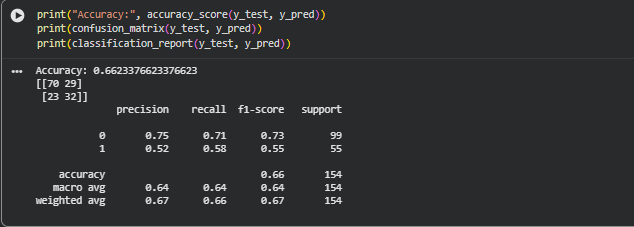 print("Accuracy:", accuracy_score(y_test, y_pred))
print(confusion_matrix(y_test, y_pred))
print(classification_report(y_test, y_pred))
Accuracy: 0.6623376623376623
[[70 29]
 [23 32]]
              precision    recall  f1-score   support

           0       0.75      0.71      0.73        99
           1       0.52      0.58      0.55        55

    accuracy                           0.66       154
   macro avg       0.64      0.64      0.64       154
weighted avg       0.67      0.66      0.67       154